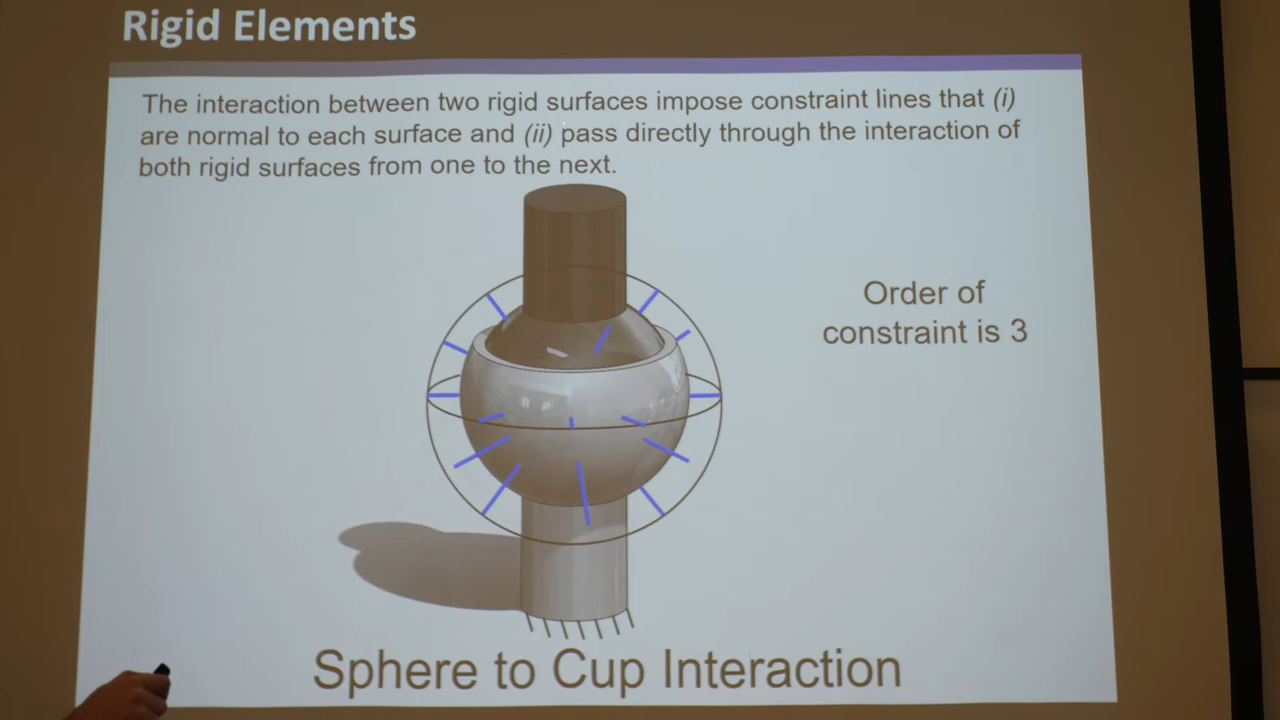 Rigid Elements
The interaction between two rigid surfaces impose constraint lines that (i)
are normal to each surface and (ii) pass directly through the interaction of
both rigid surfaces from one to the next.
Order of
constraint is 3
Sphere to Cup Interaction